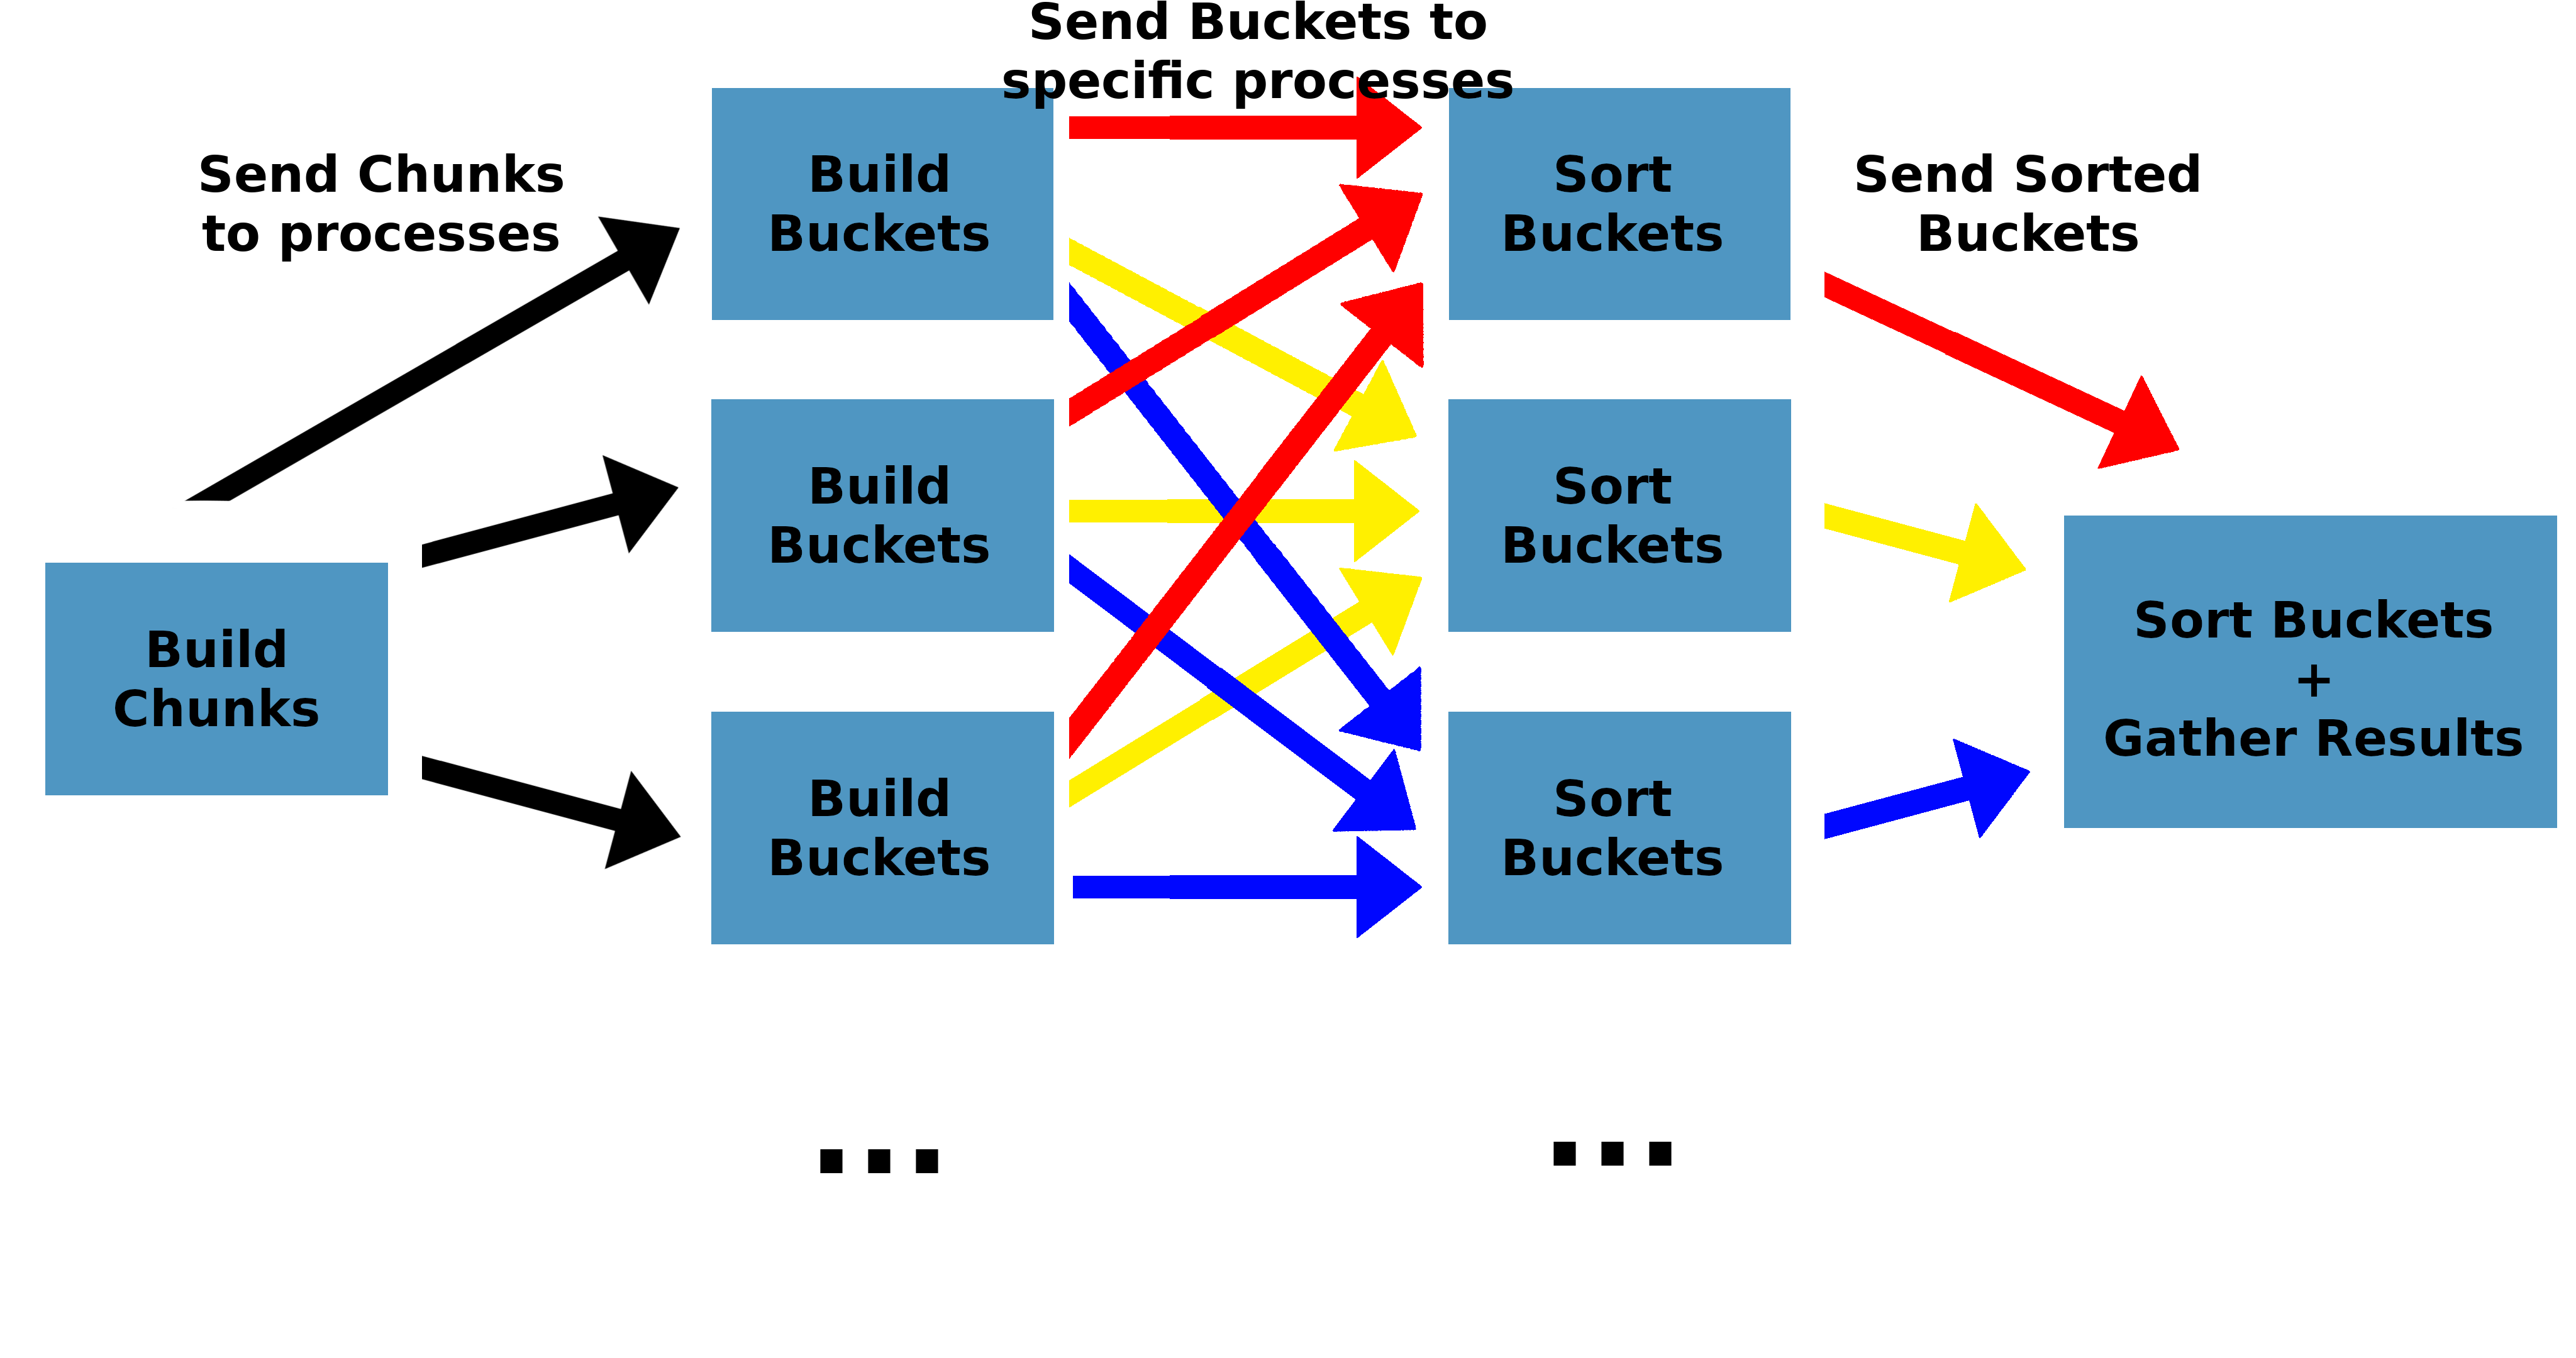 Send Buckets to
specific processes
Send Chunks
to processes
Build
Buckets
Sort
Buckets
Send Sorted
Buckets
Build
Buckets
Sort
Buckets
Build
Chunks
Sort Buckets
+
Gather Results
Build
Buckets
Sort
Buckets
...
...